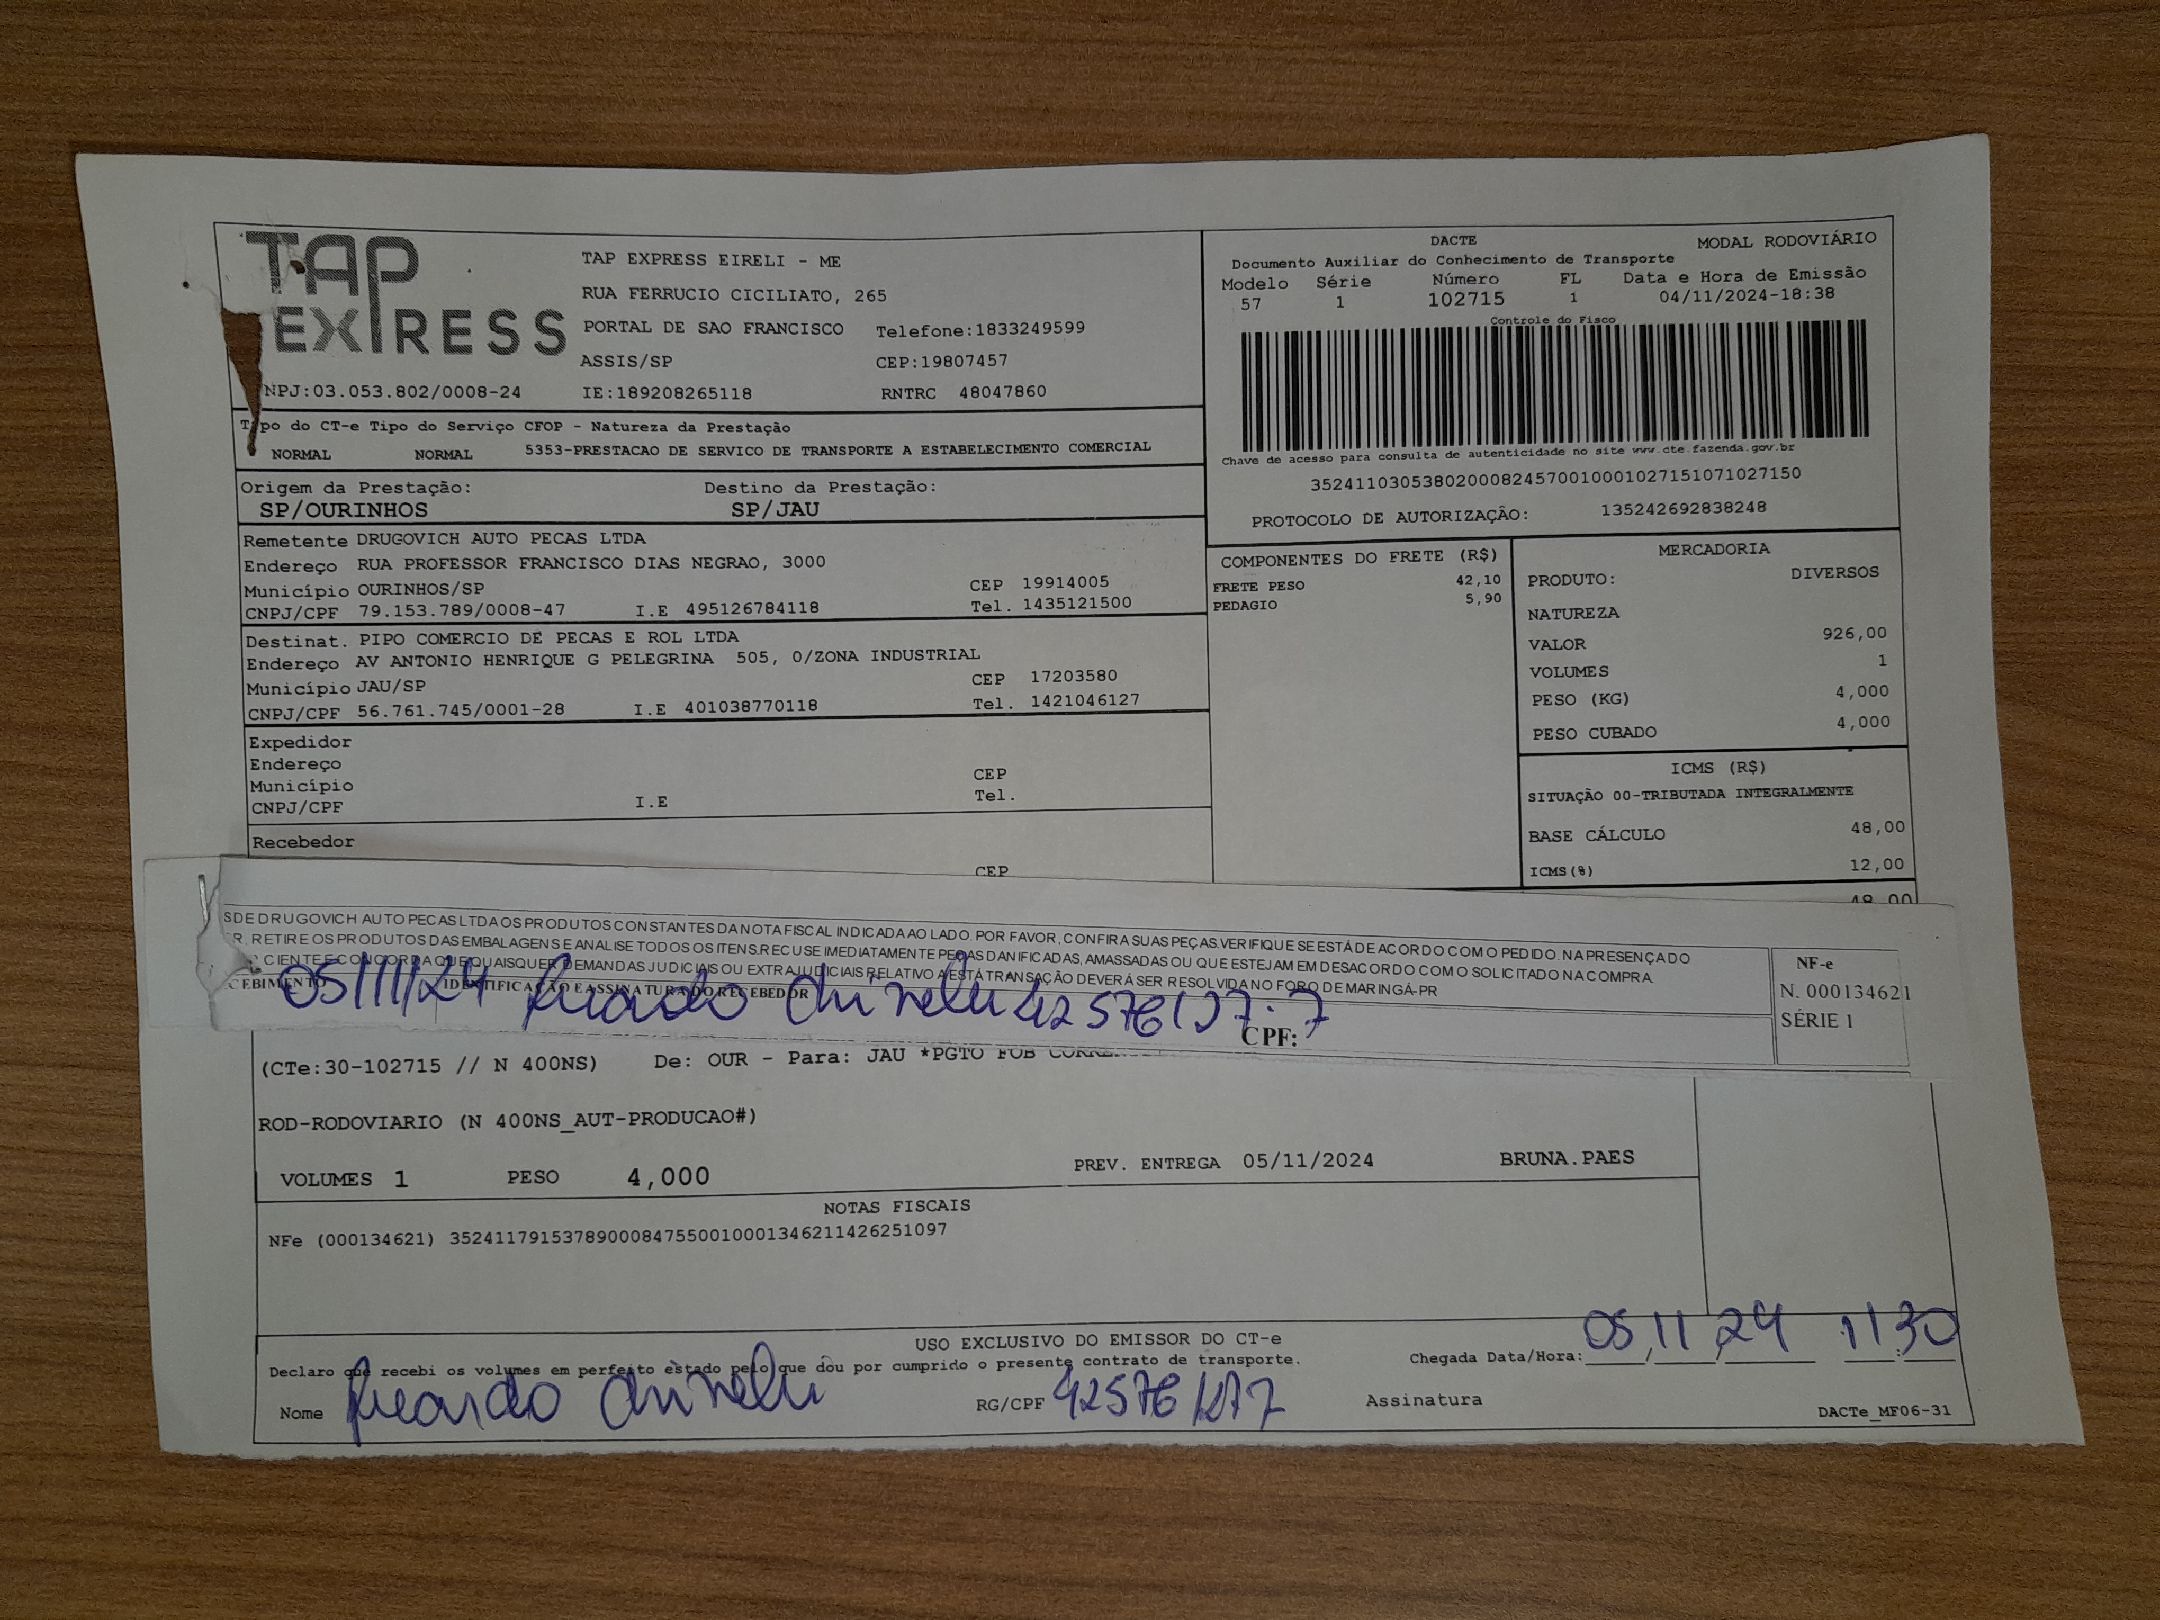 TAP
EXPRESS
TAP EXPRESS EIRELI - ME
RUA FERRUCIO CICILIATO, 265
PORTAL DE SAO FRANCISCO Telefone:1833249599
ASSIS/SP CEP:19807457
NPJ:03.053.802/0008-24 IE:189208265118 RNTRC 48047860
DACTE MODAL RODOVIÁRIO
Documento Auxiliar do Conhecimento de Transporte
Modelo Série Número FL Data e Hora de Emissão
57 1 102715 1 04/11/2024-18:38
Controle do Fisco
Chave de acesso para consulta de autenticidade no site www.cte.fazenda.gov.br
35241103053802000824570010001027151071027150
PROTOCOLO DE AUTORIZAÇÃO: 135242692838248
Tipo do CT-e Tipo do Serviço CFOP - Natureza da Prestação
NORMAL NORMAL 5353-PRESTACAO DE SERVICO DE TRANSPORTE A ESTABELECIMENTO COMERCIAL
Origem da Prestação: Destino da Prestação:
SP/OURINHOS SP/JAU
Remetente DRUGOVICH AUTO PECAS LTDA
Endereço RUA PROFESSOR FRANCISCO DIAS NEGRAO, 3000
Município OURINHOS/SP CEP 19914005
CNPJ/CPF 79.153.789/0008-47 I.E 495126784118 Tel. 1435121500
Destinat. PIPO COMERCIO DE PECAS E ROL LTDA
Endereço AV ANTONIO HENRIQUE G PELEGRINA 505, 0/ZONA INDUSTRIAL
Município JAU/SP CEP 17203580
CNPJ/CPF 56.761.745/0001-28 I.E 401038770118 Tel. 1421046127
Expedidor
Endereço
Município CEP
CNPJ/CPF I.E Tel.
Recebedor
CEP
COMPONENTES DO FRETE (R$)
FRETE PESO 42,10
PEDAGIO 5,90
MERCADORIA
PRODUTO: DIVERSOS
NATUREZA
VALOR 926,00
VOLUMES 1
PESO (KG) 4,000
PESO CUBADO 4,000
ICMS (R$)
SITUAÇÃO 00-TRIBUTADA INTEGRALMENTE
BASE CÁLCULO 48,00
ICMS(%) 12,00
48,00
S DE DRUGOVICH AUTO PECAS LTDA OS PRODUTOS CONSTANTES DA NOTA FISCAL INDICADA AO LADO. POR FAVOR, CONFIRA SUAS PEÇAS.VERIFIQUE SE ESTÁ DE ACORDO COM O PEDIDO. NA PRESENÇA DO
R, RETIRE OS PRODUTOS DAS EMBALAGENS E ANALISE TODOS OS ITENS.RECUSE IMEDIATAMENTE PEÇAS DANIFICADAS, AMASSADAS OU QUE ESTEJAM EM DESACORDO COM O SOLICITADO NA COMPRA.
CIENTE E CONCORDA QUE QUAISQUER DEMANDAS JUDICIAIS OU EXTRAJUDICIAIS RELATIVO A ESTÁ TRANSAÇÃO DEVERÁ SER RESOLVIDA NO FORO DE MARINGÁ-PR
CEBIMENTO IDENTIFICAÇÃO E ASSINATURA DO RECEBEDOR
05/11/24 Ricardo
CPF:
NF-e
N. 000134621
SÉRIE 1
(CTe:30-102715 // N 400NS) De: OUR - Para: JAU *PGTO FOB
ROD-RODOVIARIO (N 400NS_AUT-PRODUCAO#)
VOLUMES 1 PESO 4,000 PREV. ENTREGA 05/11/2024 BRUNA.PAES
NOTAS FISCAIS
NFe (000134621) 35241179153789000847550010001346211426251097
USO EXCLUSIVO DO EMISSOR DO CT-e
Declaro que recebi os volumes em perfeito estado pelo que dou por cumprido o presente contrato de transporte.
Chegada Data/Hora: 05/11/24 11:30
Nome Ricardo RG/CPF Assinatura
DACTe_MF06-31